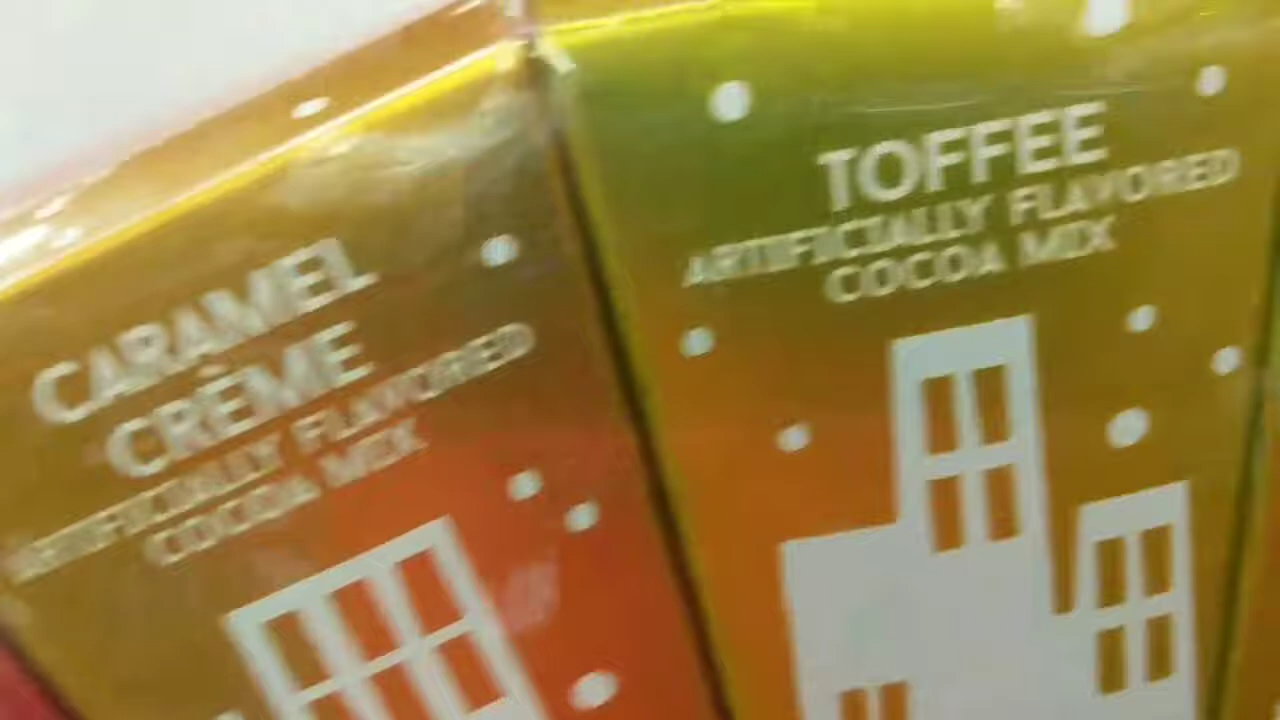 CARAMEL
CRÈME
ARTIFICIALLY FLAVORED
COCOA MIX
TOFFEE
ARTIFICIALLY FLAVORED
COCOA MIX